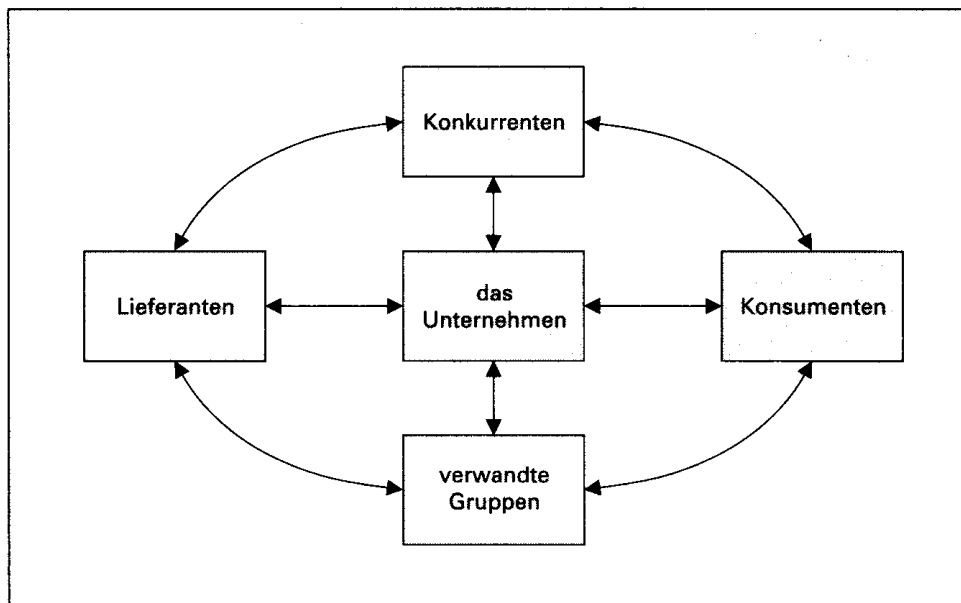 Konkurrenten
Lieferanten
das
Unternehmen
Konsumenten
verwandte
Gruppen